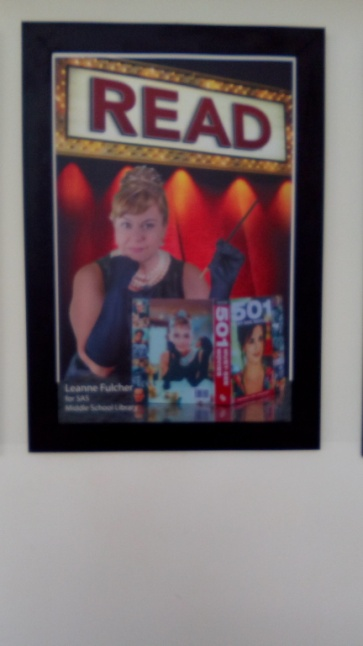 READ
501
501
Leanne Fulcher
for SAS
Middle School Library